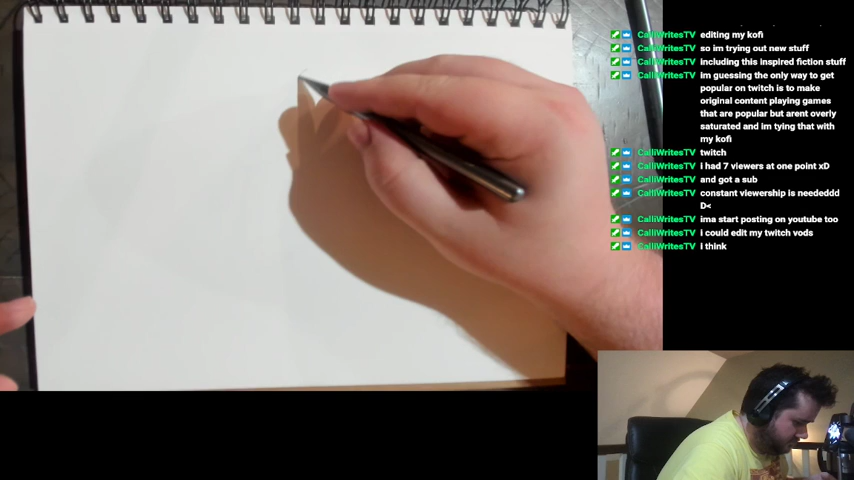 CalliWritesTV editing my kofi
CalliWritesTV so im trying out new stuff
CalliWritesTV including this inspired fiction stuff
CalliWritesTV im guessing the only way to get
popular on twitch is to make
original content playing games
that are popular but arent overly
saturated and im tying that with
my kofi
CalliWritesTV twitch
CalliWritesTV i had 7 viewers at one point xD
CalliWritesTV and got a sub
CalliWritesTV constant viewership is neededdd
D<
CalliWritesTV ima start posting on youtube too
CalliWritesTV i could edit my twitch vods
CalliWritesTV i think